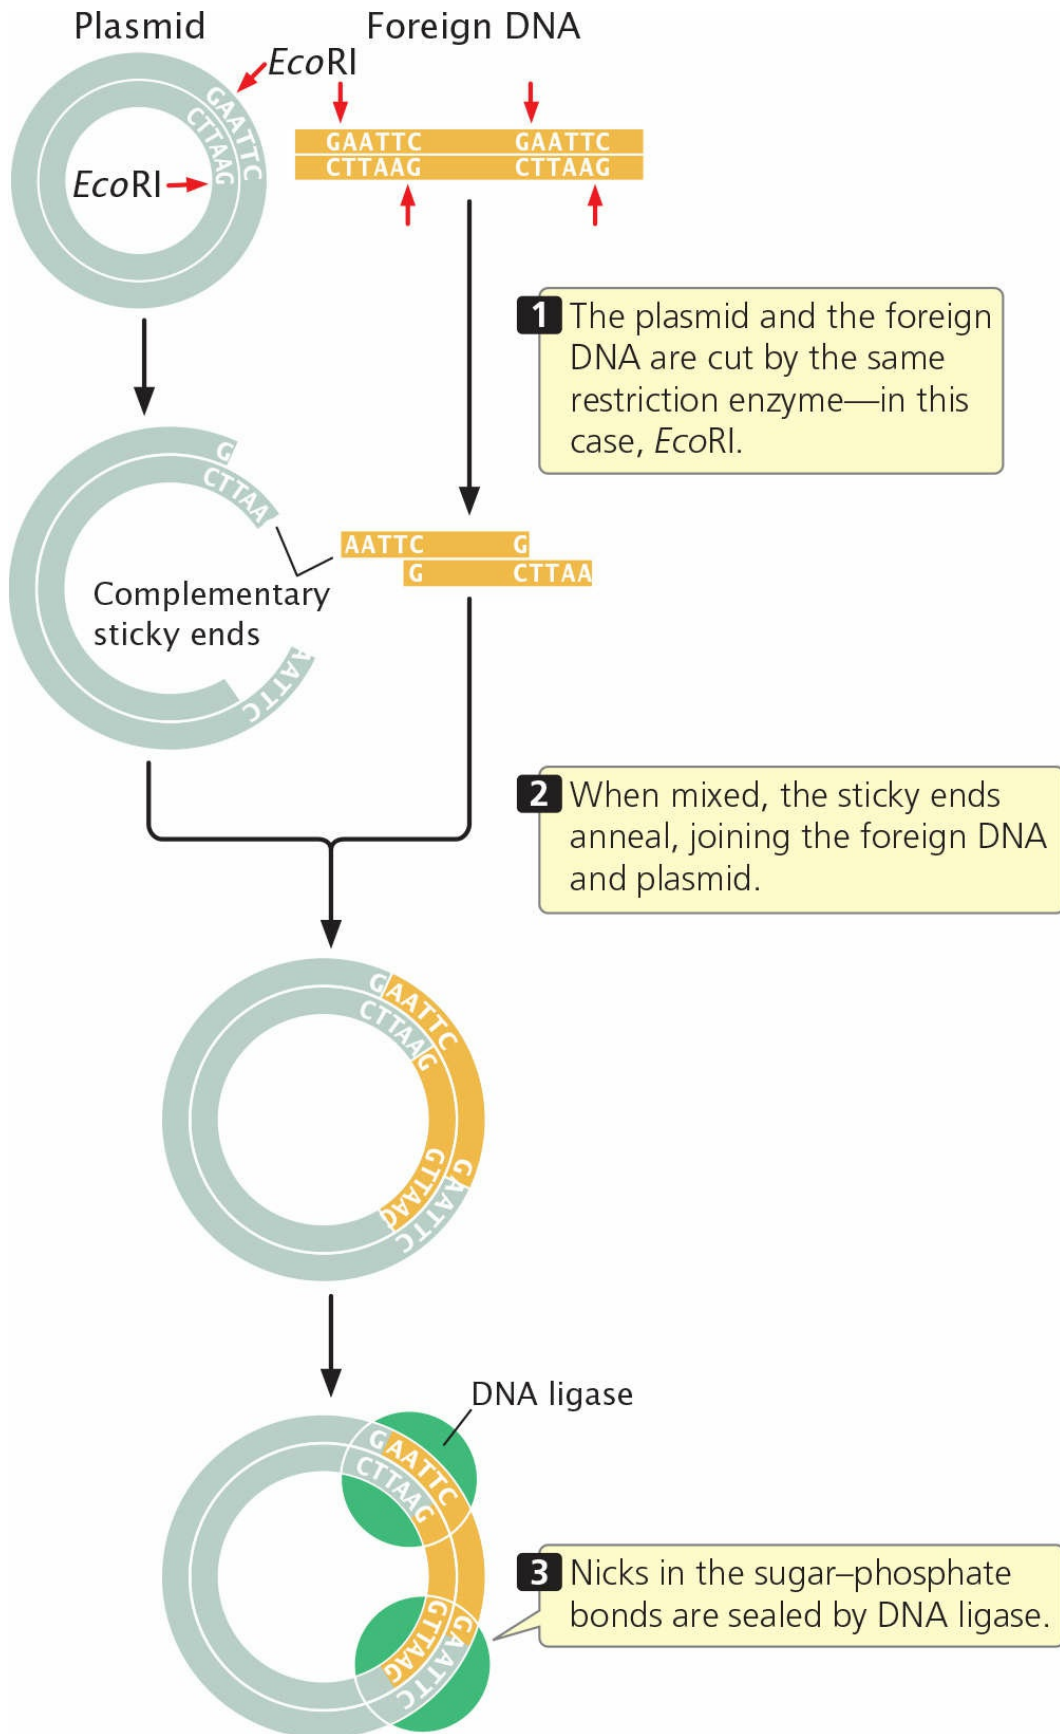 Plasmid
Foreign DNA
EcoRI
GAATTC
CTTAAG
EcoRI
GAATTC GAATTC
CTTAAG CTTAAG
1 The plasmid and the foreign
DNA are cut by the same
restriction enzyme—in this
case, EcoRI.
G
CTTAA
AATTC G
G CTTAA
Complementary
sticky ends
AATTC
2 When mixed, the sticky ends
anneal, joining the foreign DNA
and plasmid.
GAATTC
CTTAAG
GAATTC
GTTAAG
DNA ligase
GAATTC
CTTAAG
3 Nicks in the sugar–phosphate
bonds are sealed by DNA ligase.
GAATTC
GTTAAG